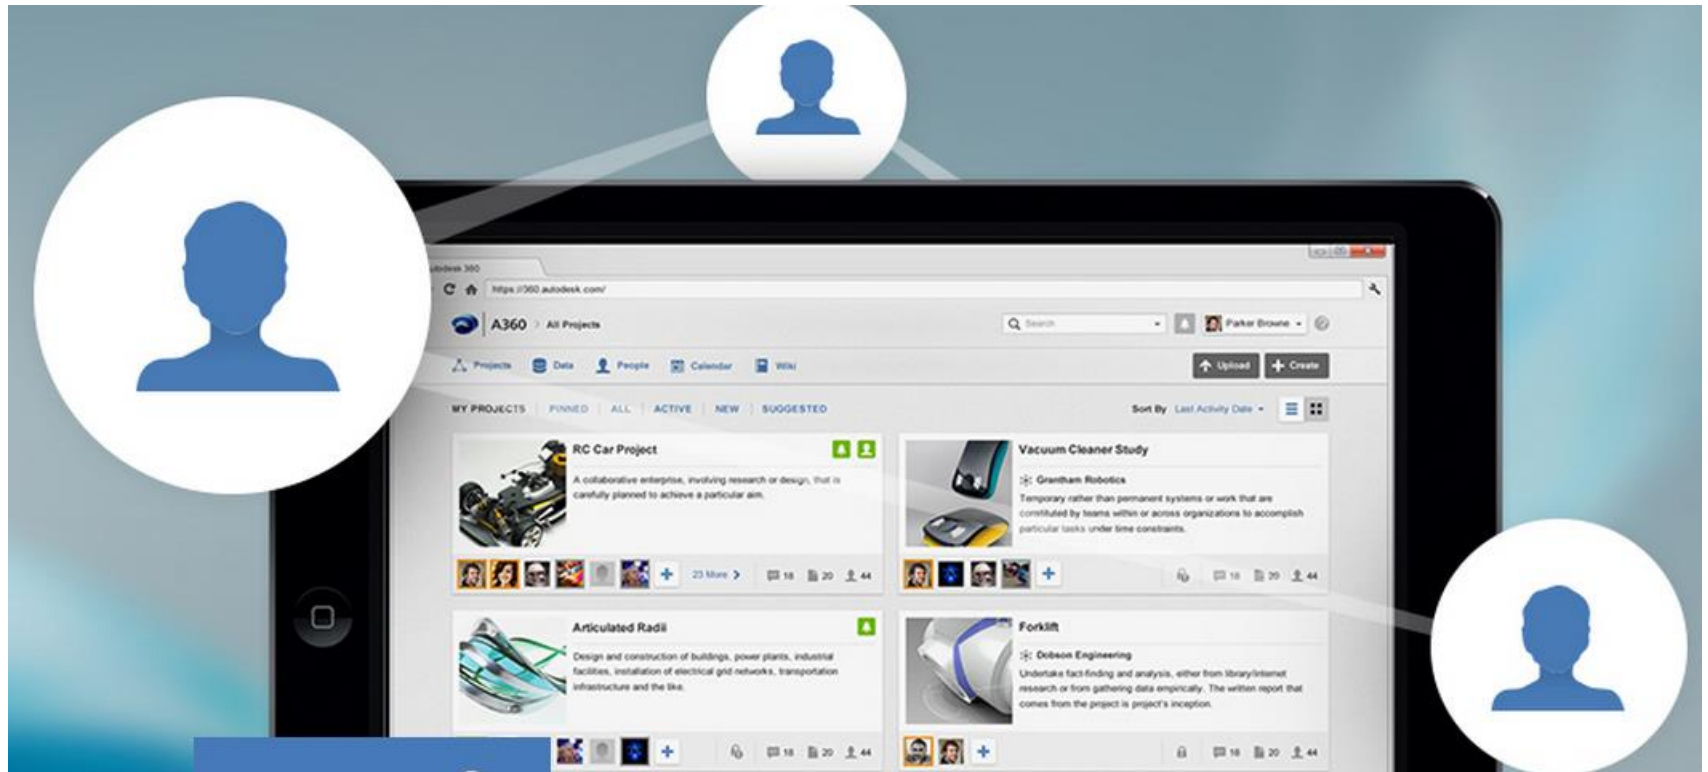 Autodesk 360
https://360.autodesk.com/
A360 > All Projects
Search
Parker Browne
Projects Data People Calendar Wiki
Upload Create
MY PROJECTS PINNED ALL ACTIVE NEW SUGGESTED
Sort By Last Activity Date
RC Car Project
A collaborative enterprise, involving research or design, that is
carefully planned to achieve a particular aim.
23 More > 18 20 44
Vacuum Cleaner Study
Grantham Robotics
Temporary rather than permanent systems or work that are
constituted by teams within or across organizations to accomplish
particular tasks under time constraints.
18 20 44
Articulated Radii
Design and construction of buildings, power plants, industrial
facilities, installation of electrical grid networks, transportation
infrastructure and the like.
18 20 44
Forklift
Dobson Engineering
Undertake fact-finding and analysis, either from library/internet
research or from gathering data empirically. The written report that
comes from the project is project's inception.
18 20 44